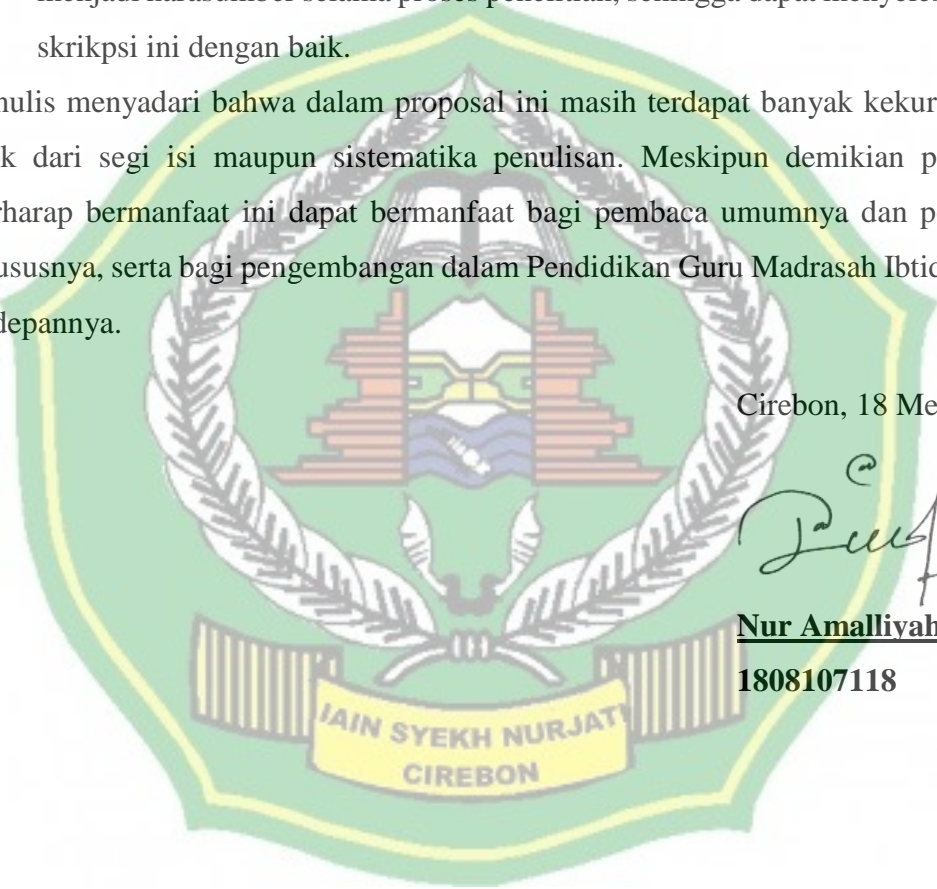 menjadi narasumber selama proses penelitian, sehingga dapat menyeles
skrikpsi ini dengan baik.
nulis menyadari bahwa dalam proposal ini masih terdapat banyak kekur
k dari segi isi maupun sistematika penulisan. Meskipun demikian p
rharap bermanfaat ini dapat bermanfaat bagi pembaca umumnya dan p
ususnya, serta bagi pengembangan dalam Pendidikan Guru Madrasah Ibtid
depannya.
Cirebon, 18 Me
Nur Amalliyah
1808107118
IAIN SYEKH NURJATI
CIREBON